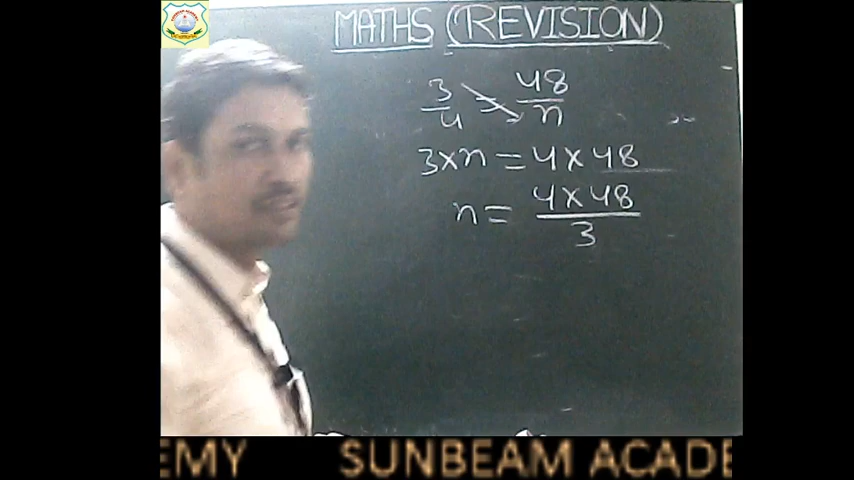 MATHS (REVISION)
3/4 = 48/n
3×n = 4×48
n = 4×48/3
EMY SUNBEAM ACADE